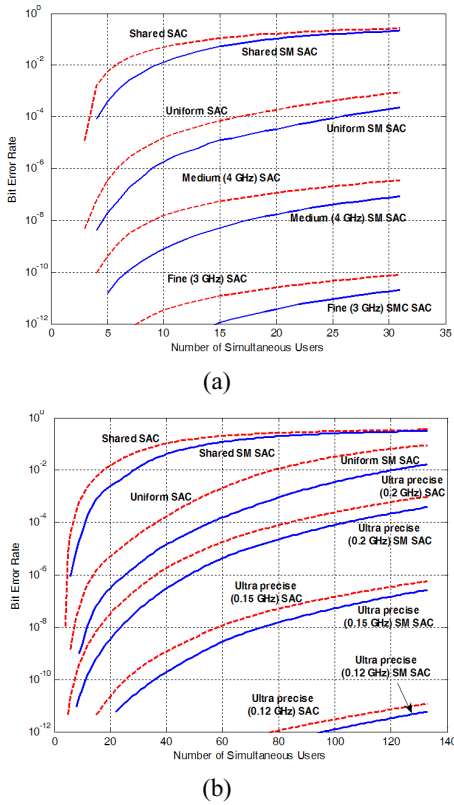 10^0
Shared SAC
Shared SM SAC
10^-2
Uniform SAC
10^-4
Uniform SM SAC
10^-6
Medium (4 GHz) SAC
10^-8
Medium (4 GHz) SM SAC
10^-10
Fine (3 GHz) SAC
Fine (3 GHz) SMC SAC
10^-12
Bit Error Rate
0 5 10 15 20 25 30 35
Number of Simultaneous Users
(a)
10^0
Shared SAC
Shared SM SAC
Uniform SM SAC
10^-2
Uniform SAC
Ultra precise
(0.2 GHz) SAC
10^-4
Ultra precise
(0.2 GHz) SM SAC
10^-6
Ultra precise
(0.15 GHz) SAC
Ultra precise
(0.15 GHz) SM SAC
10^-8
10^-10
Ultra precise
(0.12 GHz) SM SAC
Ultra precise
(0.12 GHz) SAC
10^-12
Bit Error Rate
0 20 40 60 80 100 120 140
Number of Simultaneous Users
(b)